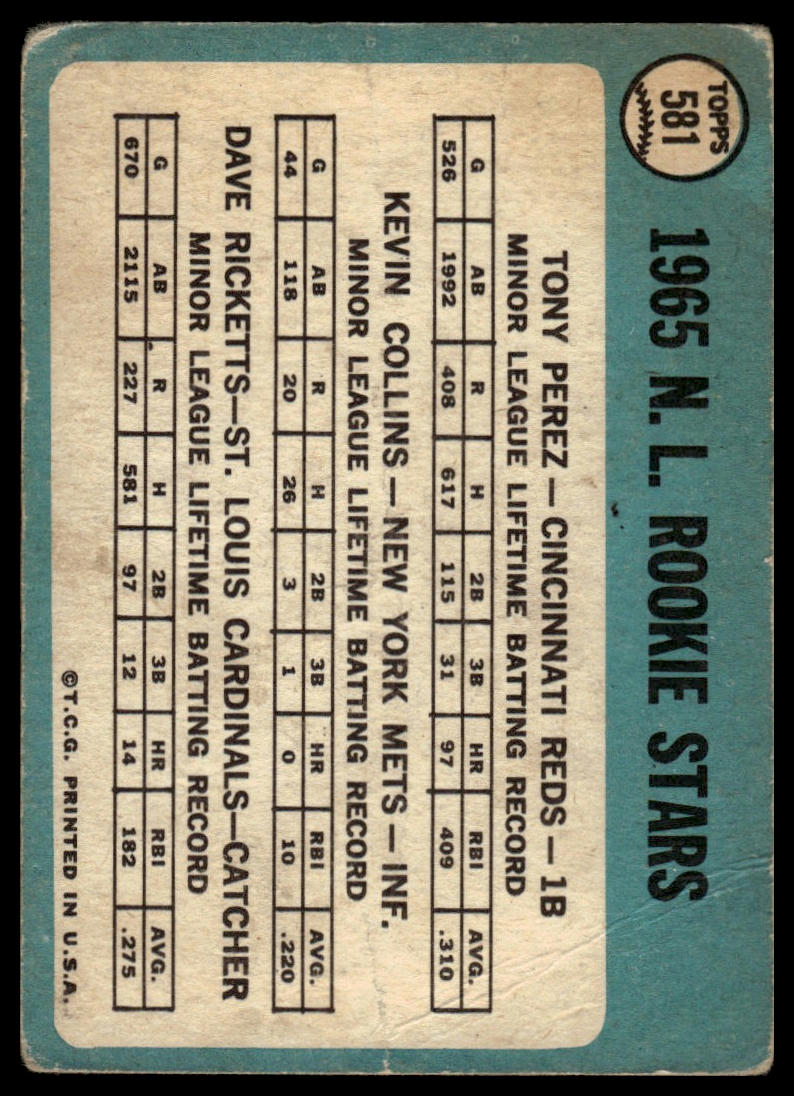 TOPPS
581
1965 N. L. ROOKIE STARS
TONY PEREZ—CINCINNATI REDS—1B
MINOR LEAGUE LIFETIME BATTING RECORD
G AB R H 2B 3B HR RBI AVG.
526 1992 408 617 115 31 97 409 .310
KEVIN COLLINS—NEW YORK METS—INF.
MINOR LEAGUE LIFETIME BATTING RECORD
G AB R H 2B 3B HR RBI AVG.
44 118 20 26 3 1 0 10 .220
DAVE RICKETTS—ST. LOUIS CARDINALS—CATCHER
MINOR LEAGUE LIFETIME BATTING RECORD
G AB R H 2B 3B HR RBI AVG.
670 2115 227 581 97 12 14 182 .275
©T.C.G. PRINTED IN U.S.A.